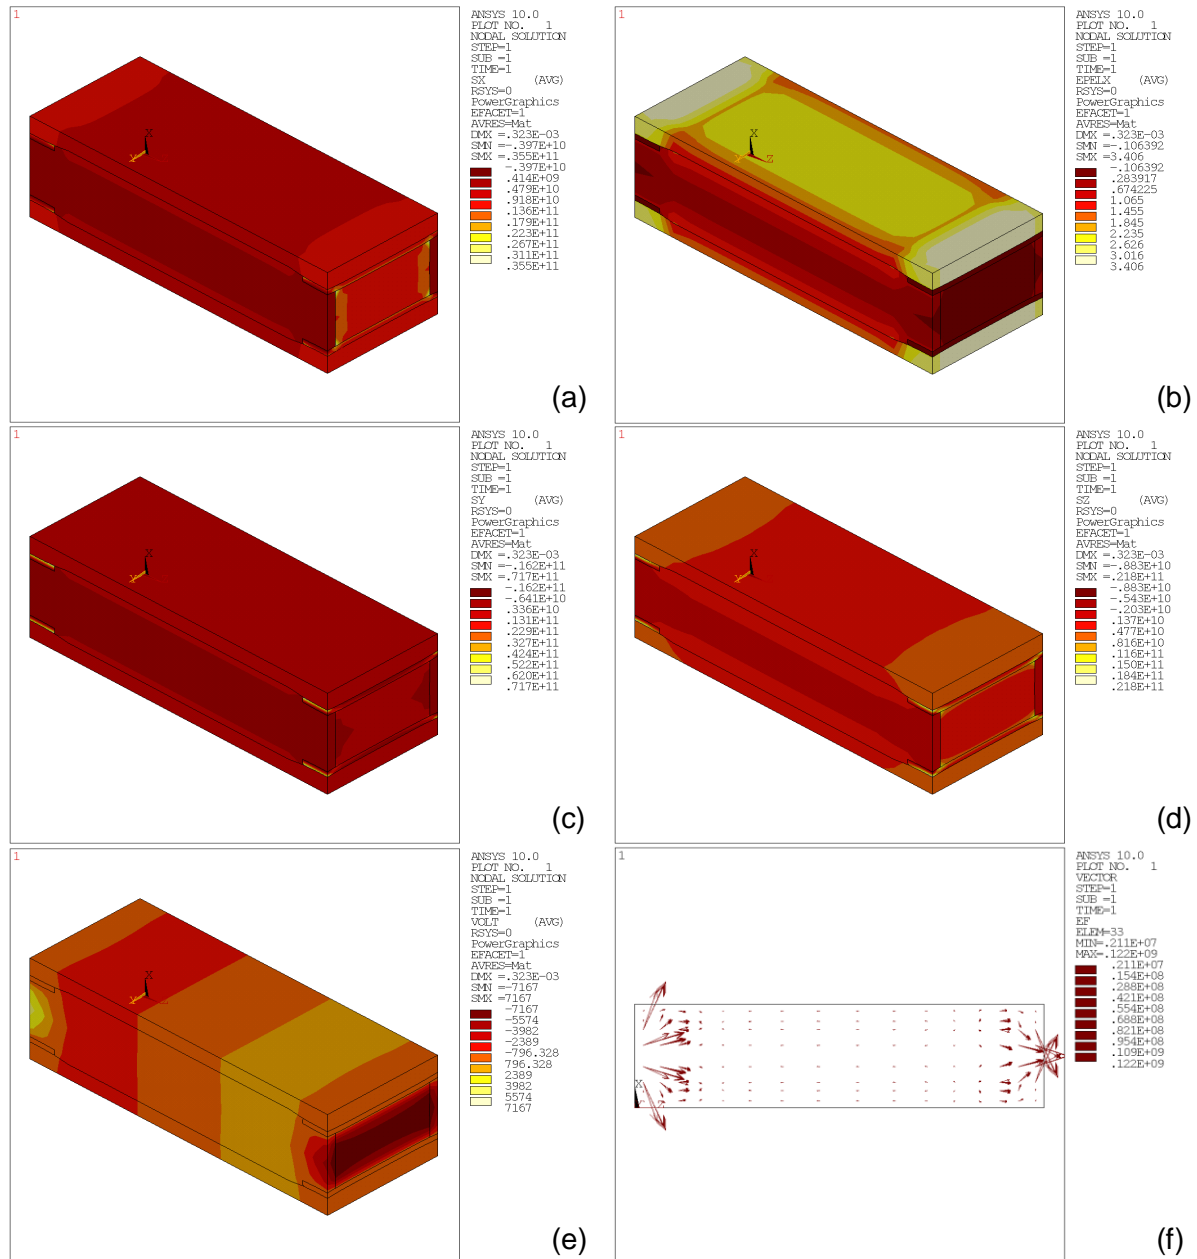 1
ANSYS 10.0
PLOT NO. 1
NODAL SOLUTION
STEP=1
SUB =1
TIME=1
SX (AVG)
RSYS=0
PowerGraphics
EFACET=1
AVRES=Mat
DMX =.323E-03
SMN =-.397E+10
SMX =.355E+11
-.397E+10
.414E+09
.479E+10
.918E+10
.136E+11
.179E+11
.223E+11
.267E+11
.311E+11
.355E+11
X
Y
(a)
1
ANSYS 10.0
PLOT NO. 1
NODAL SOLUTION
STEP=1
SUB =1
TIME=1
EPELX (AVG)
RSYS=0
PowerGraphics
EFACET=1
AVRES=Mat
DMX =.323E-03
SMN =-.106392
SMX =3.406
-.106392
.283917
.674225
1.065
1.455
1.845
2.235
2.626
3.016
3.406
X
Y
Z
(b)
1
ANSYS 10.0
PLOT NO. 1
NODAL SOLUTION
STEP=1
SUB =1
TIME=1
SY (AVG)
RSYS=0
PowerGraphics
EFACET=1
AVRES=Mat
DMX =.323E-03
SMN =-.162E+11
SMX =.717E+11
-.162E+11
-.641E+10
.336E+10
.131E+11
.229E+11
.327E+11
.424E+11
.522E+11
.620E+11
.717E+11
X
Y
(c)
1
ANSYS 10.0
PLOT NO. 1
NODAL SOLUTION
STEP=1
SUB =1
TIME=1
SZ (AVG)
RSYS=0
PowerGraphics
EFACET=1
AVRES=Mat
DMX =.323E-03
SMN =-.883E+10
SMX =.218E+11
-.883E+10
-.543E+10
-.203E+10
.137E+10
.477E+10
.816E+10
.116E+11
.150E+11
.184E+11
.218E+11
X
Y
(d)
1
ANSYS 10.0
PLOT NO. 1
NODAL SOLUTION
STEP=1
SUB =1
TIME=1
VOLT (AVG)
RSYS=0
PowerGraphics
EFACET=1
AVRES=Mat
DMX =.323E-03
SMN =-7167
SMX =7167
-7167
-5574
-3982
-2389
-796.328
796.328
2389
3982
5574
7167
X
Y
(e)
1
ANSYS 10.0
PLOT NO. 1
VECTOR
STEP=1
SUB =1
TIME=1
EF
ELEM=33
MIN=.211E+07
MAX=.122E+09
.211E+07
.154E+08
.288E+08
.421E+08
.554E+08
.688E+08
.821E+08
.954E+08
.109E+09
.122E+09
X
(f)